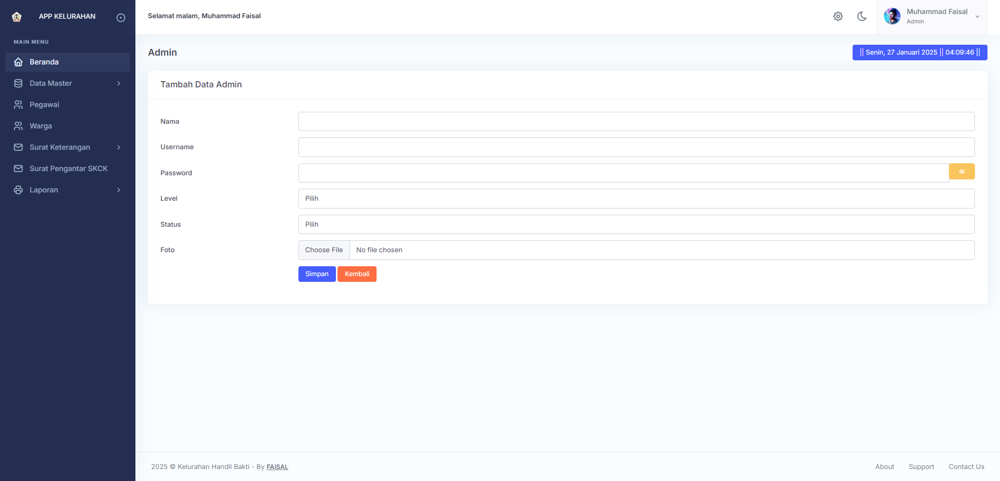 APP KELURAHAN
MAIN MENU
Beranda
Data Master
Pegawai
Warga
Surat Keterangan
Surat Pengantar SKCK
Laporan
Selamat malam, Muhammad Faisal
Muhammad Faisal
Admin
Admin
|| Senin, 27 Januari 2025 || 04:09:46 ||
Tambah Data Admin
Nama
Username
Password
Level Pilih
Status Pilih
Foto Choose File No file chosen
Simpan Kembali
2025 © Kelurahan Handil Bakti - By FAISAL
About Support Contact Us